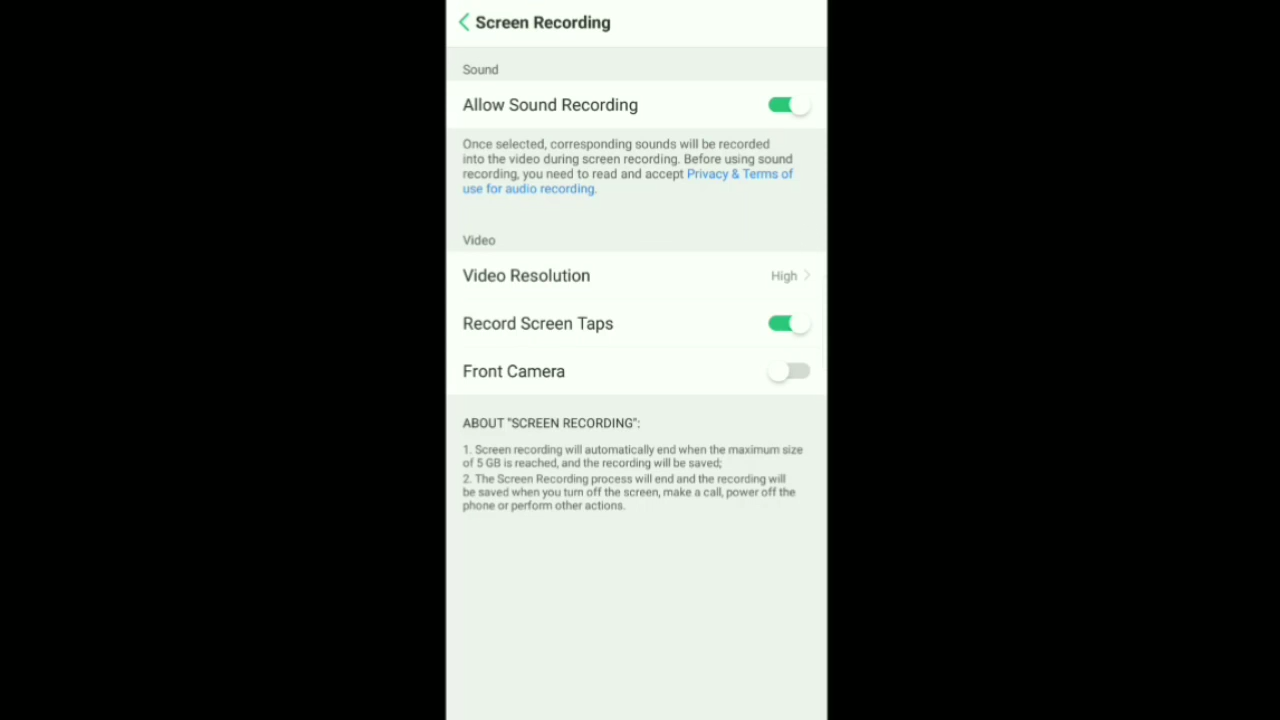 Screen Recording
Sound
Allow Sound Recording
Once selected, corresponding sounds will be recorded
into the video during screen recording. Before using sound
recording, you need to read and accept Privacy & Terms of
use for audio recording.
Video
Video Resolution High
Record Screen Taps
Front Camera
ABOUT "SCREEN RECORDING":
1. Screen recording will automatically end when the maximum size
of 5 GB is reached, and the recording will be saved;
2. The Screen Recording process will end and the recording will
be saved when you turn off the screen, make a call, power off the
phone or perform other actions.